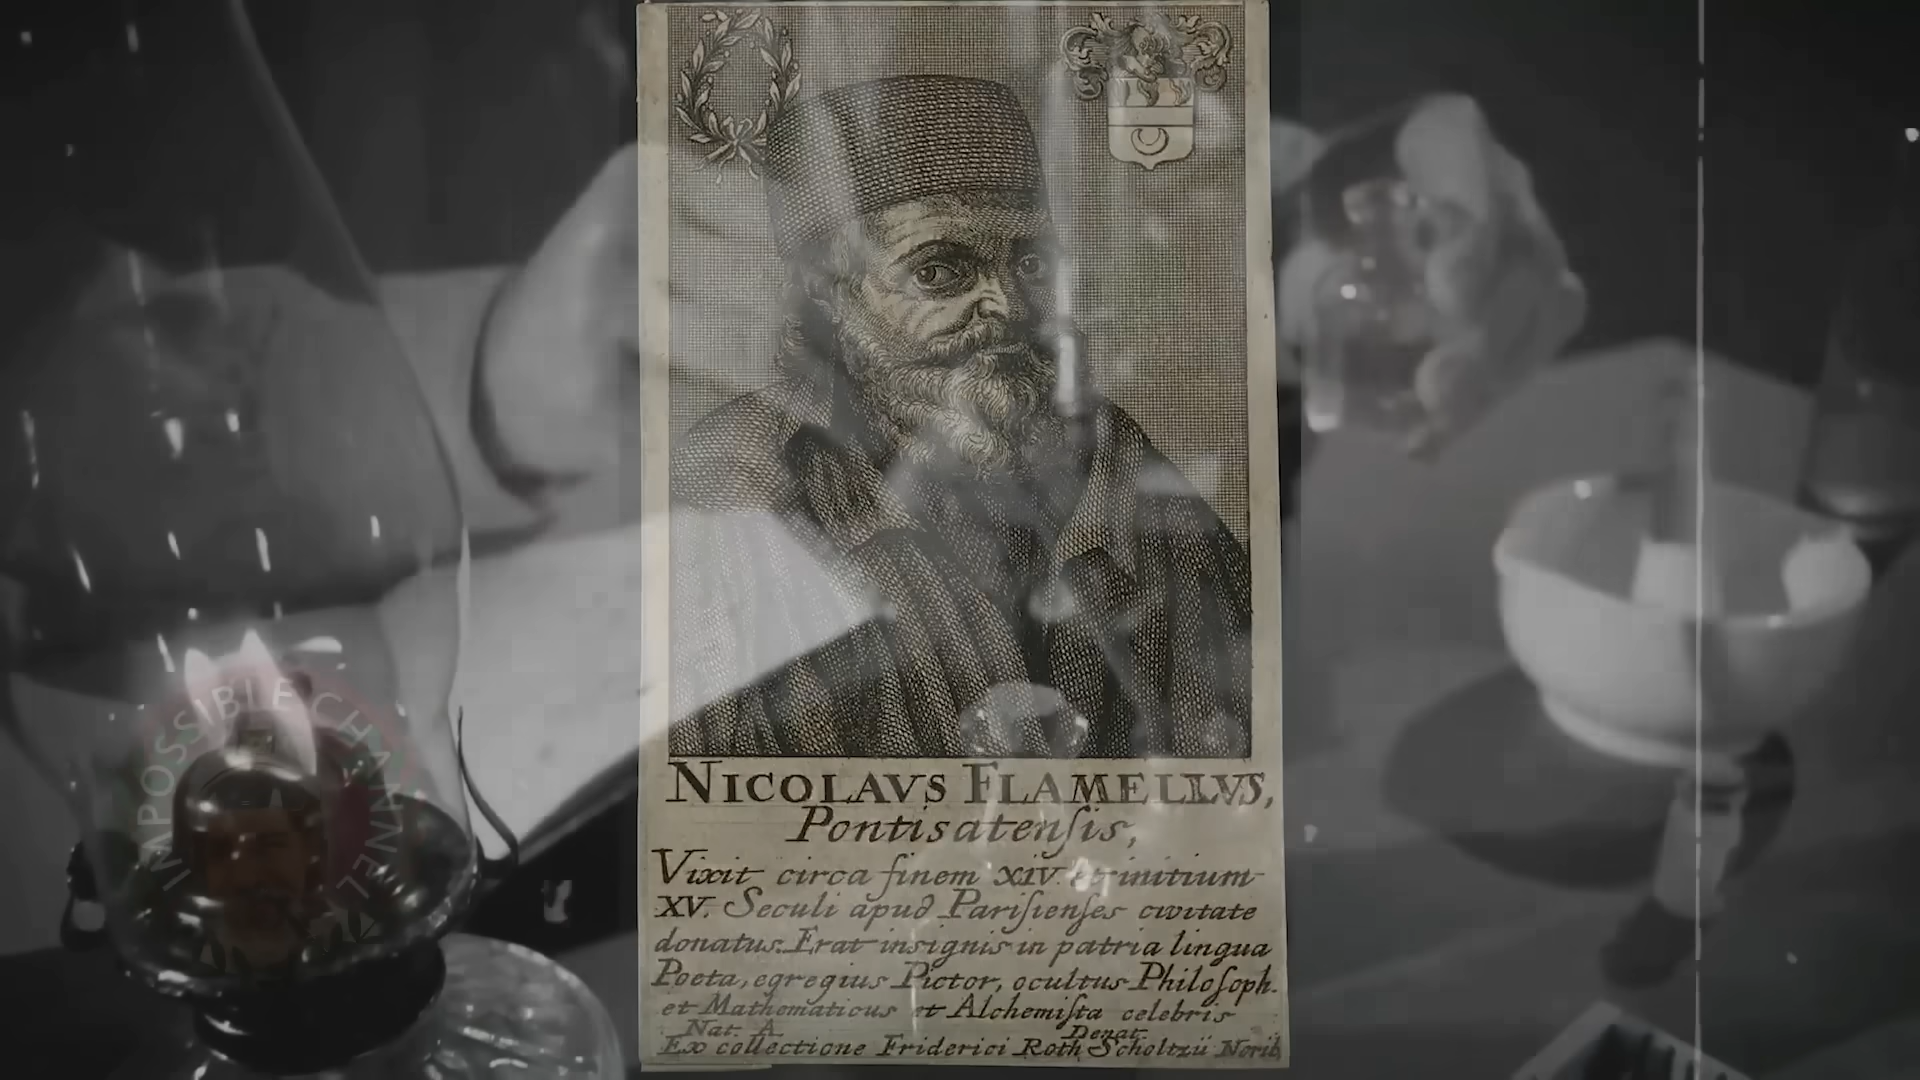 NICOLAVS FLAMELLVS,
Pontisatenſis,
Vixit circa finem XIV. et initium
XV. Seculi apud Pariſienſes civitate
donatus. Erat insignis in patria lingua
Poeta, egregius Pictor, ocultus Philoſoph.
et Mathematicus et Alchemiſta celebris
Nat. A. Denat.
Ex collectione Friderici Roth Scholtzii Norib.
IMPOSSIBLE CHANNEL